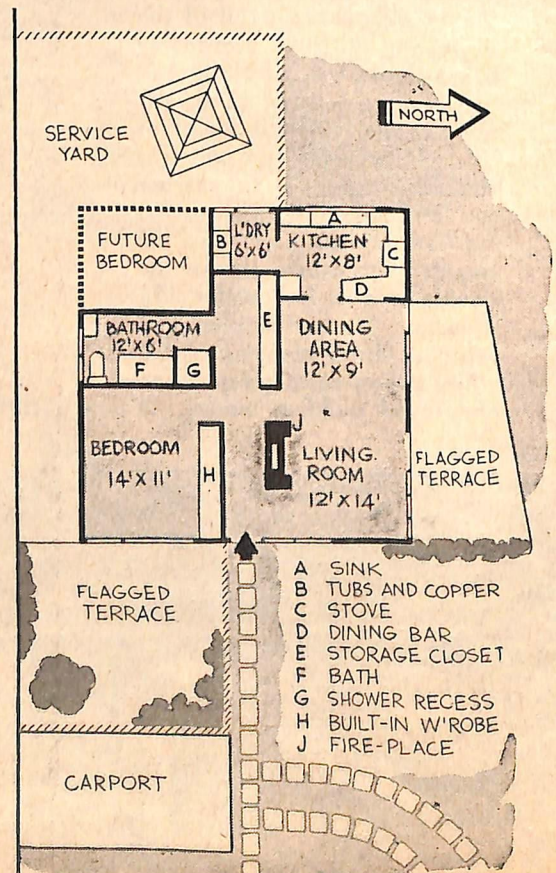 NORTH
SERVICE
YARD
FUTURE
BEDROOM
B
L'DRY
6'x6'
A
KITCHEN
12'x8'
C
D
E
BATHROOM
12'x6'
F
G
DINING
AREA
12'x9'
J
BEDROOM
14'x11'
H
LIVING.
ROOM
12'x14'
FLAGGED
TERRACE
FLAGGED
TERRACE
A SINK
B TUBS AND COPPER
C STOVE
D DINING BAR
E STORAGE CLOSET
F BATH
G SHOWER RECESS
H BUILT-IN W'ROBE
J FIRE-PLACE
CARPORT